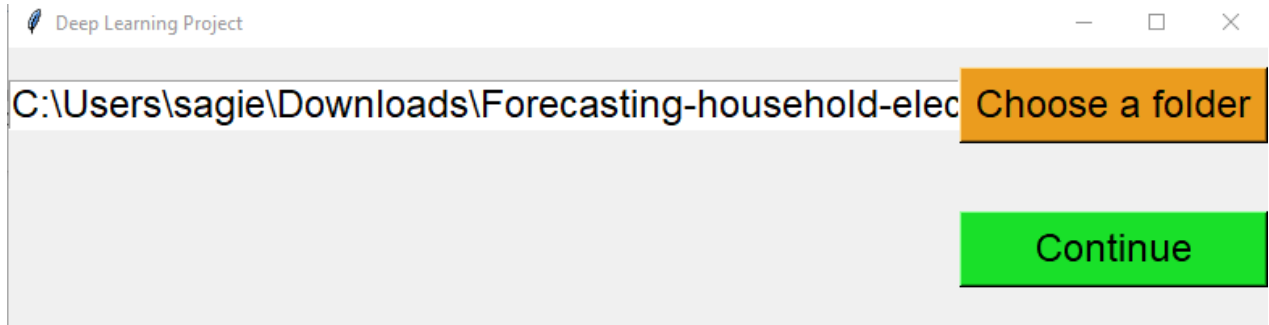 Deep Learning Project
C:\Users\sagie\Downloads\Forecasting-household-elec
Choose a folder
Continue